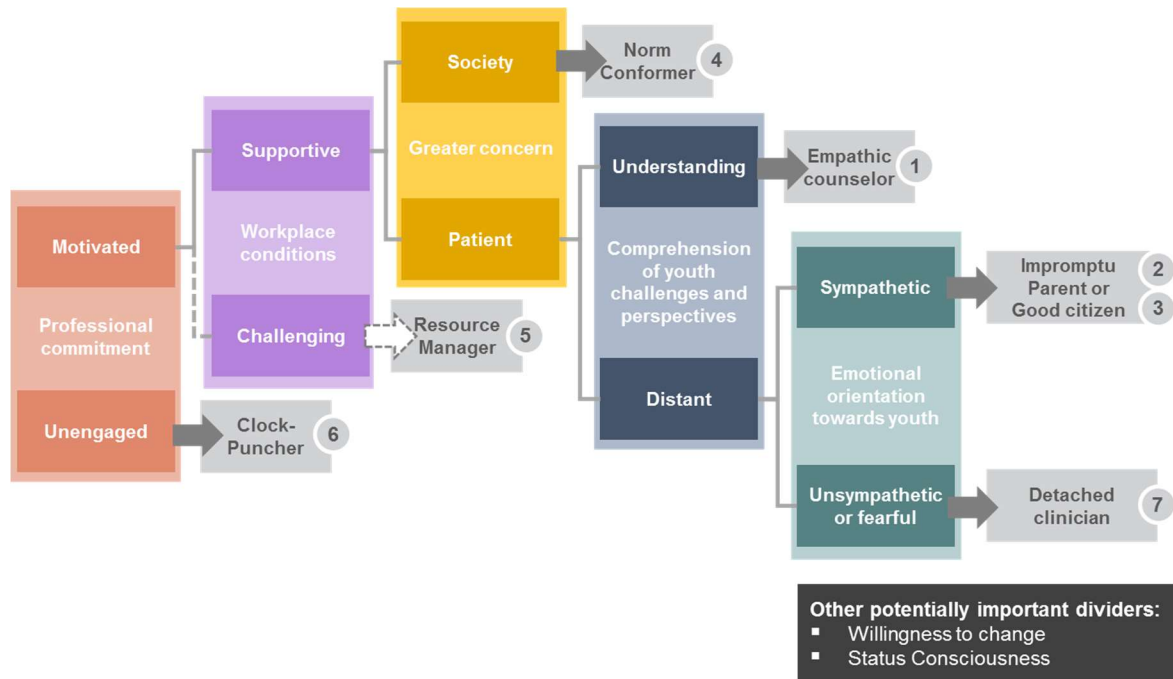 Motivated
Professional
commitment
Unengaged
Clock-
Puncher
6
Supportive
Workplace
conditions
Challenging
Resource
Manager
5
Society
Greater concern
Patient
Norm
Conformer
4
Understanding
Comprehension
of youth
challenges and
perspectives
Distant
Empathic
counselor
1
Sympathetic
Emotional
orientation
towards youth
Unsympathetic
or fearful
Impromptu
Parent or
Good citizen
2
3
Detached
clinician
7
Other potentially important dividers:
▪ Willingness to change
▪ Status Consciousness